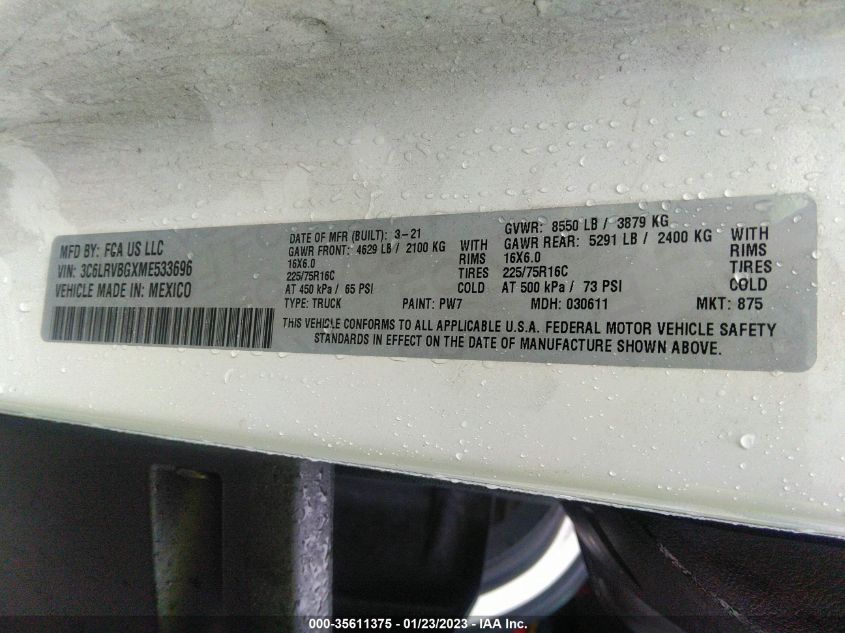 MFD BY: FCA US LLC
VIN: 3C6LRVBGXME533696
VEHICLE MADE IN: MEXICO
DATE OF MFR (BUILT): 3-21
GAWR FRONT: 4629 LB / 2100 KG WITH
16X6.0 RIMS
225/75R16C TIRES
AT 450 kPa / 65 PSI COLD
GVWR: 8550 LB / 3879 KG
GAWR REAR: 5291 LB / 2400 KG WITH
16X6.0 RIMS
225/75R16C TIRES
AT 500 kPa / 73 PSI COLD
TYPE: TRUCK PAINT: PW7 MDH: 030611 MKT: 875
THIS VEHICLE CONFORMS TO ALL APPLICABLE U.S.A. FEDERAL MOTOR VEHICLE SAFETY
STANDARDS IN EFFECT ON THE DATE OF MANUFACTURE SHOWN ABOVE.
000-35611375 - 01/23/2023 - IAA Inc.